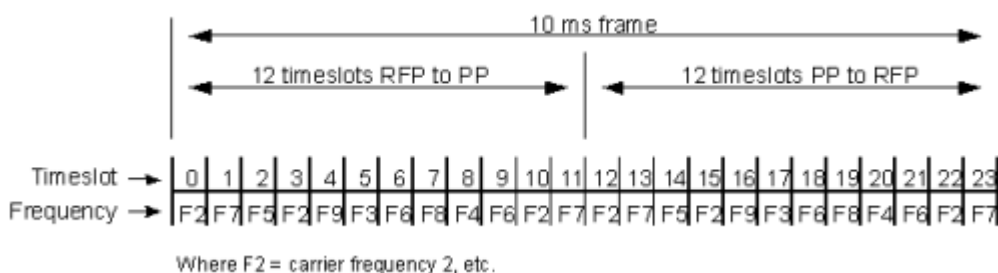 10 ms frame
12 timeslots RFP to PP 12 timeslots PP to RFP
Timeslot 0 1 2 3 4 5 6 7 8 9 10 11 12 13 14 15 16 17 18 19 20 21 22 23
Frequency F2 F7 F5 F2 F9 F3 F6 F8 F4 F6 F2 F7 F2 F7 F5 F2 F9 F3 F6 F8 F4 F6 F2 F7
Where F2 = carrier frequency 2, etc.